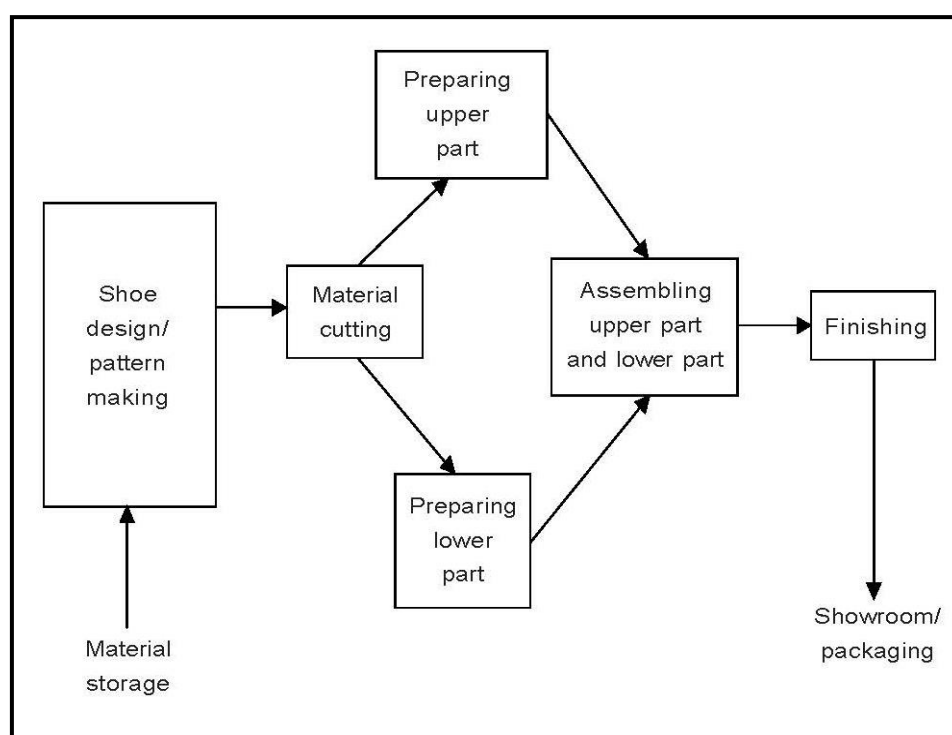 Material
storage
Shoe
design/
pattern
making
Material
cutting
Preparing
upper
part
Preparing
lower
part
Assembling
upper part
and lower part
Finishing
Showroom/
packaging